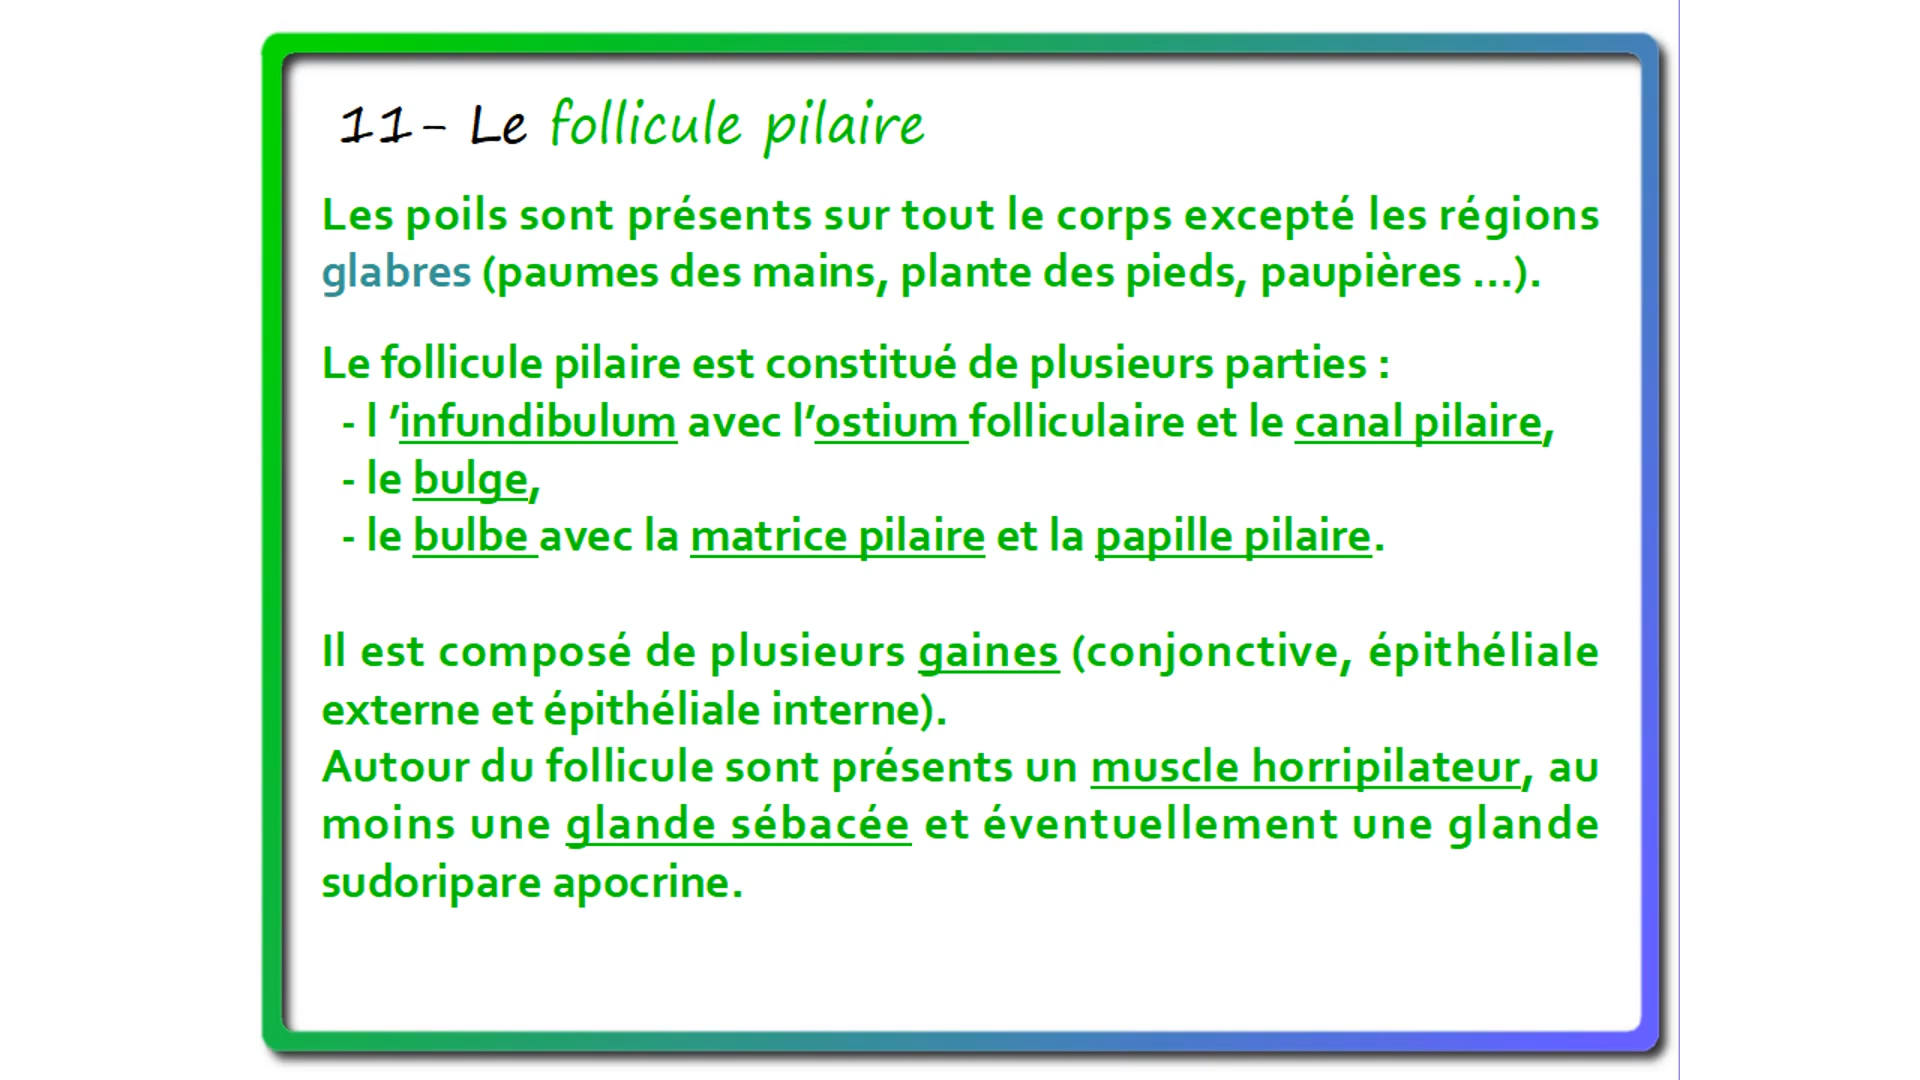 11- Le follicule pilaire
Les poils sont présents sur tout le corps excepté les régions
glabres (paumes des mains, plante des pieds, paupières ...).
Le follicule pilaire est constitué de plusieurs parties :
- l ’infundibulum avec l’ostium folliculaire et le canal pilaire,
- le bulge,
- le bulbe avec la matrice pilaire et la papille pilaire.
Il est composé de plusieurs gaines (conjonctive, épithéliale
externe et épithéliale interne).
Autour du follicule sont présents un muscle horripilateur, au
moins une glande sébacée et éventuellement une glande
sudoripare apocrine.